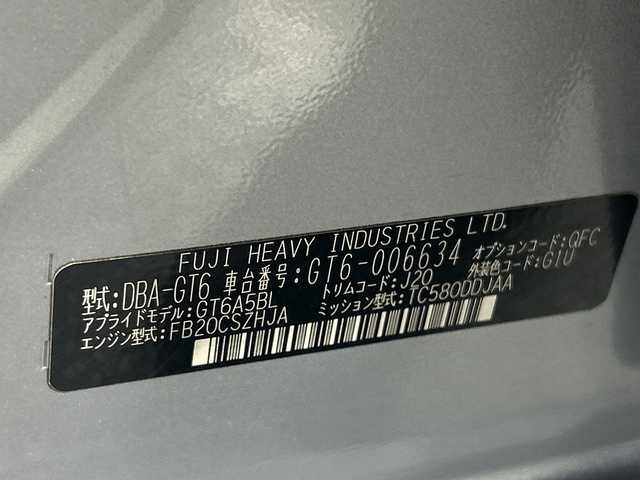 FUJI HEAVY INDUSTRIES LTD.
型式:DBA-GT6 車台番号:GT6-006634 オプションコード:QFC
アプライドモデル:GT6A5BL トリムコード:J20 外装色コード:G1U
エンジン型式:FB20CSZHJA ミッション型式:TC580DDJAA